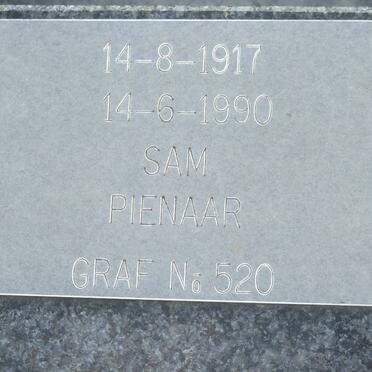 14-8-1917
14-6-1990
SAM
PIENAAR
GRAF No 520